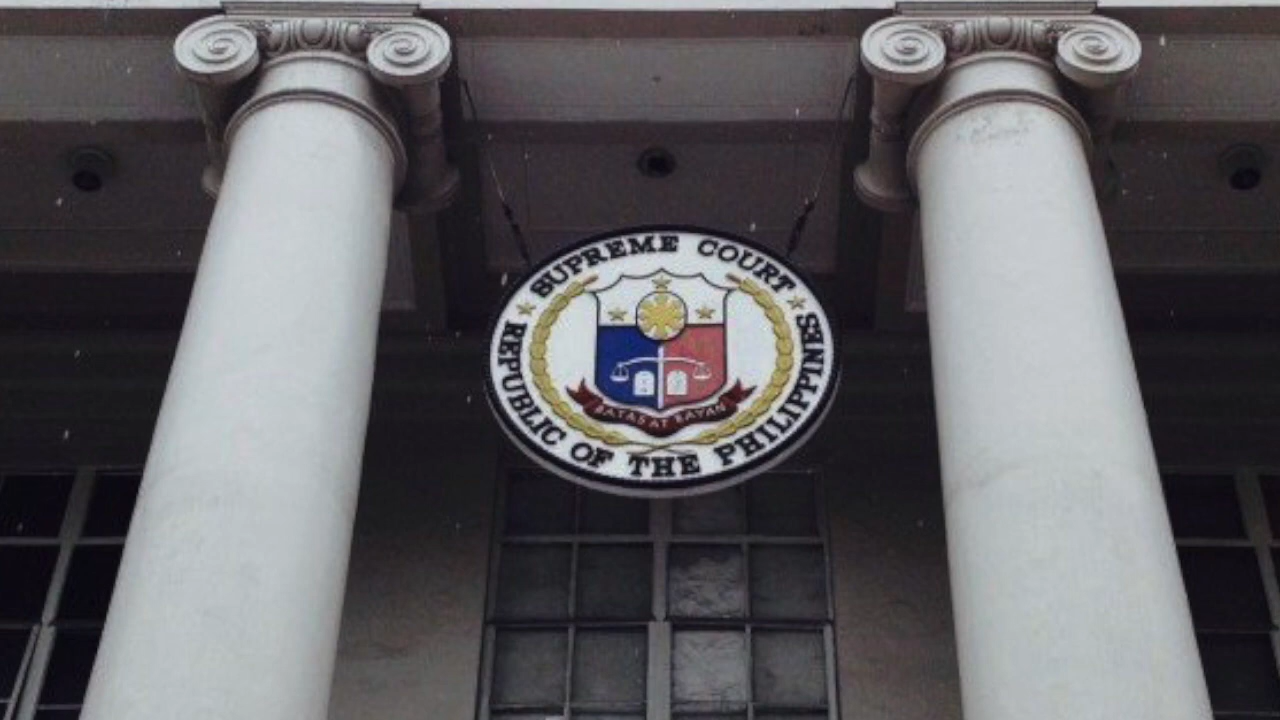 SUPREME COURT
REPUBLIC OF THE PHILIPPINES
BATAS AT BAYAN